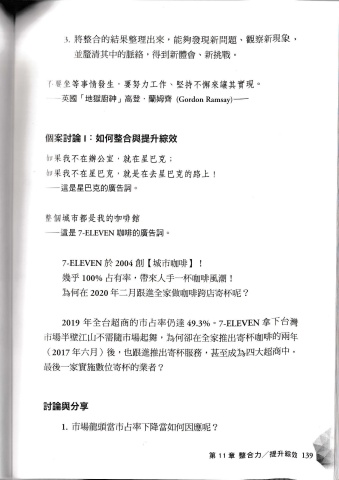 3. 將整合的結果整理出來，能夠發現新問題、觀察新現象，
並釐清其中的脈絡，得到新體會、新挑戰。
不要坐等事情發生。要努力工作、堅持不懈來讓其實現。
──英國「地獄廚神」高登．蘭姆齊 (Gordon Ramsay)──
個案討論 I：如何整合與提升綜效
如果我不在辦公室，就在星巴克；
如果我不在星巴克，就是在去星巴克的路上！
──這是星巴克的廣告詞。
整個城市都是我的咖啡館
──這是 7-ELEVEN 咖啡的廣告詞。
7-ELEVEN 於 2004 創【城市咖啡】！
幾乎 100% 占有率，帶來人手一杯咖啡風潮！
為何在 2020 年二月跟進全家做咖啡跨店寄杯呢？
2019 年全台超商的市占率仍達 49.3%。7-ELEVEN 拿下台灣
市場半壁江山不需隨市場起舞，為何卻在全家推出寄杯咖啡的兩年
（2017 年六月）後，也跟進推出寄杯服務，甚至成為四大超商中，
最後一家實施數位寄杯的業者？
討論與分享
1. 市場龍頭當市占率下降當如何因應呢？
第 11 章 整合力／提升綜效 139